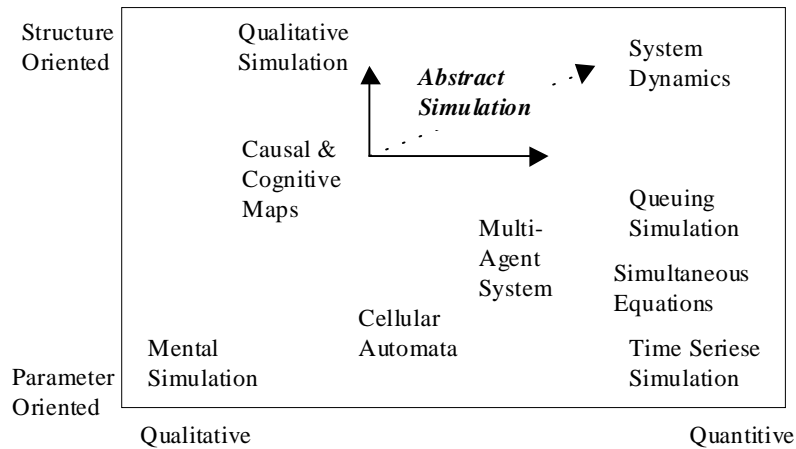 Structure
Oriented
Qualitative
Simulation
Abstract
Simulation
System
Dynamics
Causal &
Cognitive
Maps
Queuing
Simulation
Multi-
Agent
System
Simultaneous
Equations
Cellular
Automata
Mental
Simulation
Time Seriese
Simulation
Parameter
Oriented
Qualitative
Quantitive